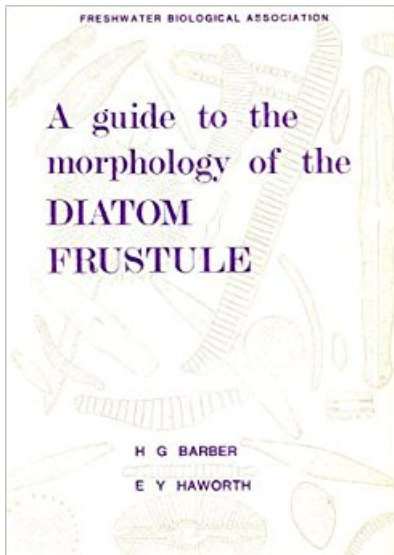 FRESHWATER BIOLOGICAL ASSOCIATION
A guide to the
morphology of the
DIATOM
FRUSTULE
H G BARBER
E Y HAWORTH